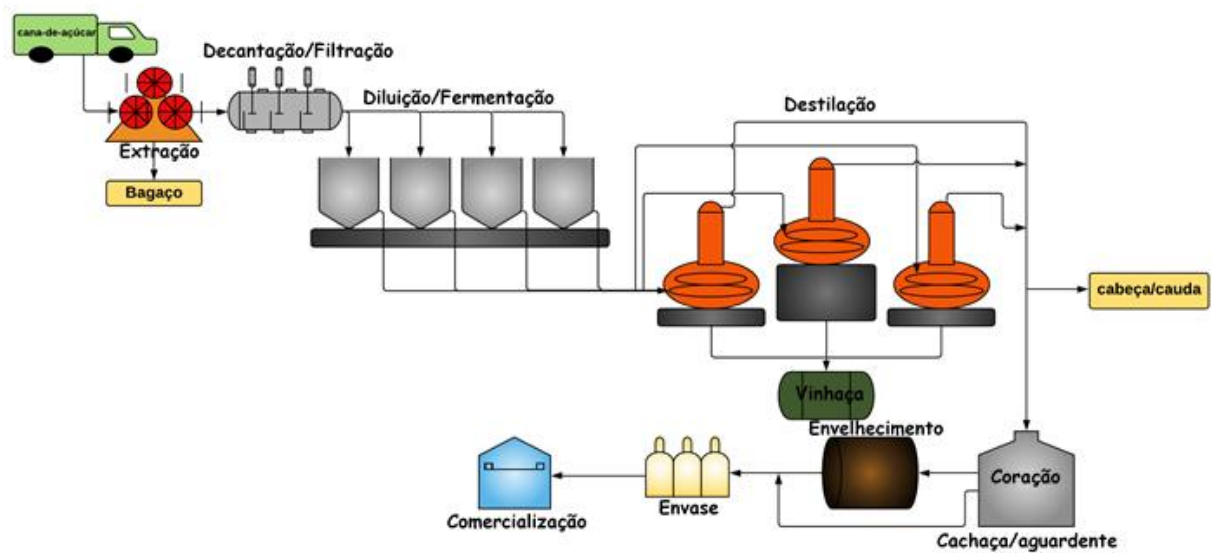 cana-de-açúcar
Decantação/Filtração
Diluição/Fermentação
Destilação
Extração
Bagaço
cabeça/cauda
Vinhaça
Envelhecimento
Coração
Envase
Comercialização
Cachaça/aguardente